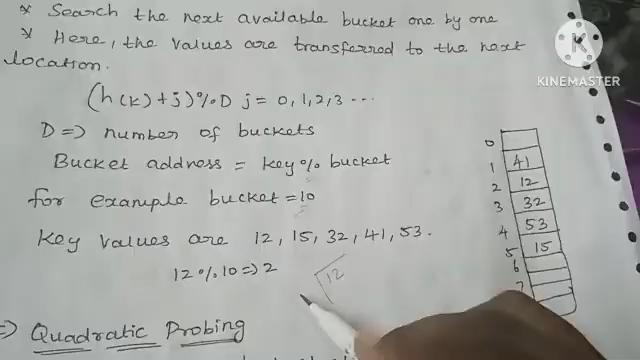 * Search the next available bucket one by one
* Here, the values are transferred to the next
location.
(h(k)+j)%D j = 0,1,2,3 ...
D => number of buckets
Bucket address = key % bucket
for example bucket = 10
Key values are 12, 15, 32, 41, 53.
12 % 10 => 2
12
=> Quadratic Probing
K
KINEMASTER
0
1 41
2 12
3 32
4 53
5 15
6
7